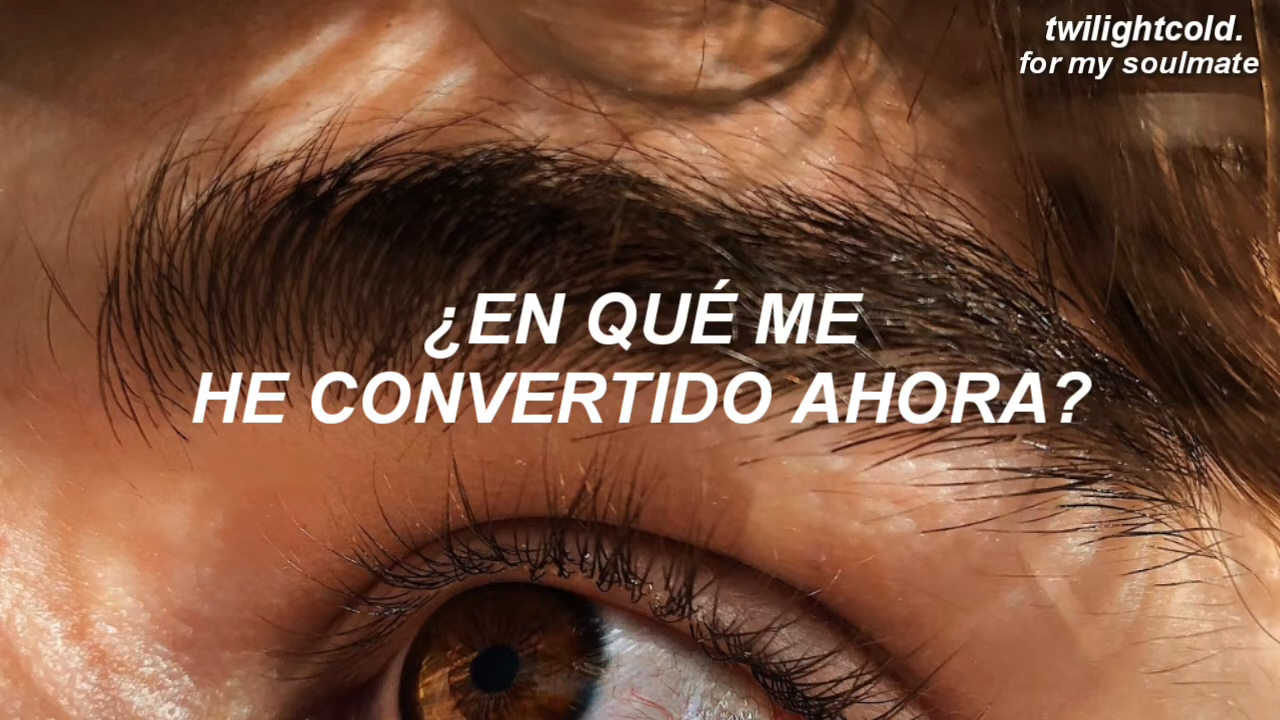 twilightcold.
for my soulmate
¿EN QUÉ ME
HE CONVERTIDO AHORA?